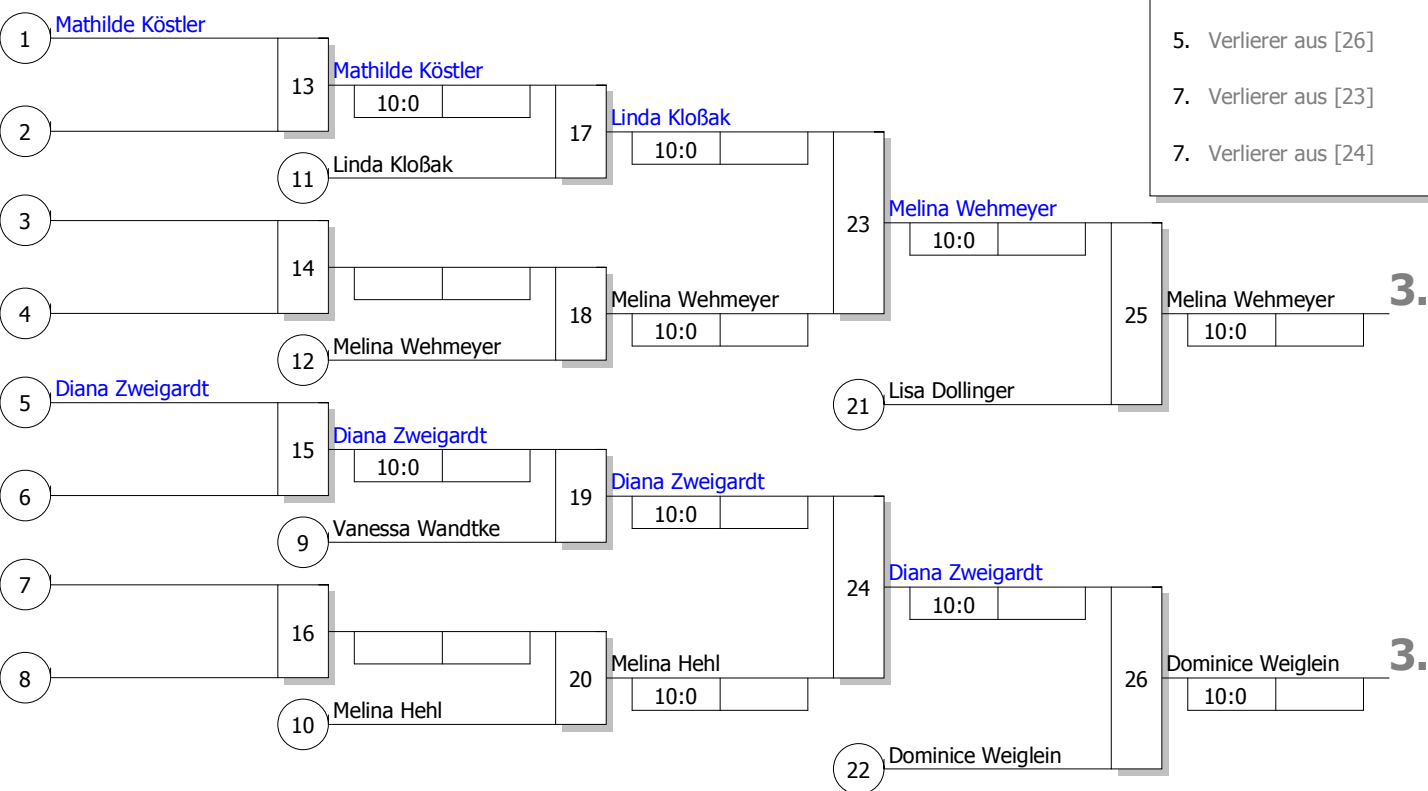 1 Mathilde Köstler
2
13 Mathilde Köstler
10:0
11 Linda Kloßak
17 Linda Kloßak
10:0
3
4
14
12 Melina Wehmeyer
18 Melina Wehmeyer
10:0
23 Melina Wehmeyer
10:0
21 Lisa Dollinger
25 Melina Wehmeyer
10:0
3.
5 Diana Zweigardt
6
15 Diana Zweigardt
10:0
9 Vanessa Wandtke
19 Diana Zweigardt
10:0
7
8
16
10 Melina Hehl
20 Melina Hehl
10:0
24 Diana Zweigardt
10:0
22 Dominice Weiglein
26 Dominice Weiglein
10:0
3.
5. Verlierer aus [26]
7. Verlierer aus [23]
7. Verlierer aus [24]